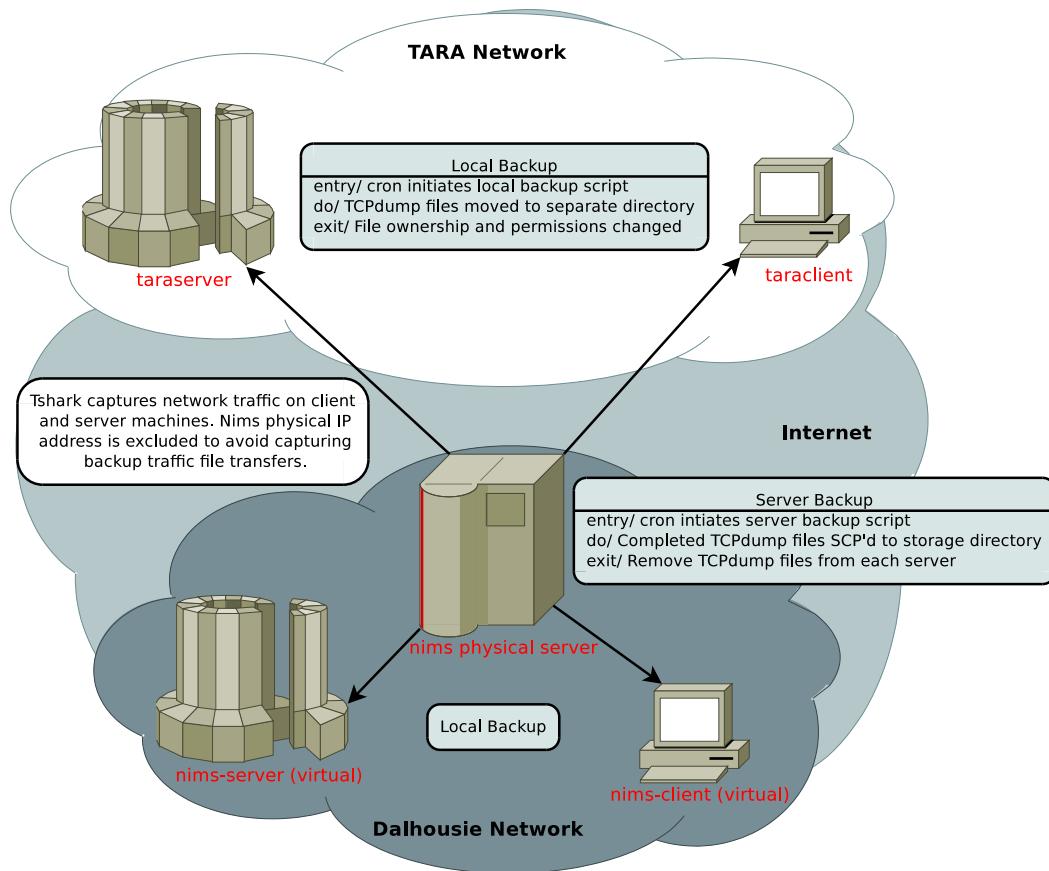 TARA Network
Local Backup
entry/ cron initiates local backup script
do/ TCPdump files moved to separate directory
exit/ File ownership and permissions changed
taraserver
taraclient
Tshark captures network traffic on client
and server machines. Nims physical IP
address is excluded to avoid capturing
backup traffic file transfers.
Internet
Server Backup
entry/ cron intiates server backup script
do/ Completed TCPdump files SCP'd to storage directory
exit/ Remove TCPdump files from each server
nims physical server
Local Backup
nims-server (virtual)
nims-client (virtual)
Dalhousie Network